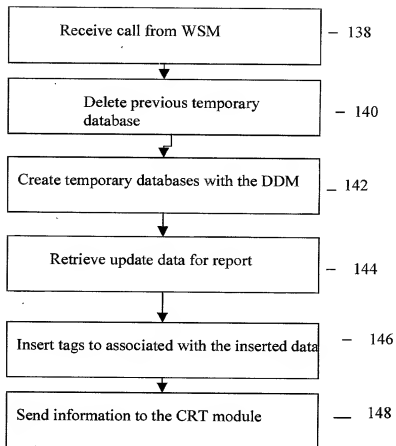 Receive call from WSM – 138
Delete previous temporary
database – 140
Create temporary databases with the DDM – 142
Retrieve update data for report – 144
Insert tags to associated with the inserted data – 146
Send information to the CRT module — 148